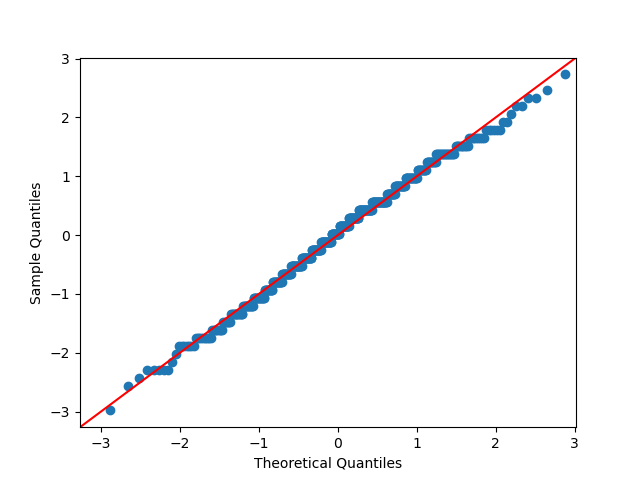 3
2
1
0
−1
−2
−3
Sample Quantiles
−3 −2 −1 0 1 2 3
Theoretical Quantiles